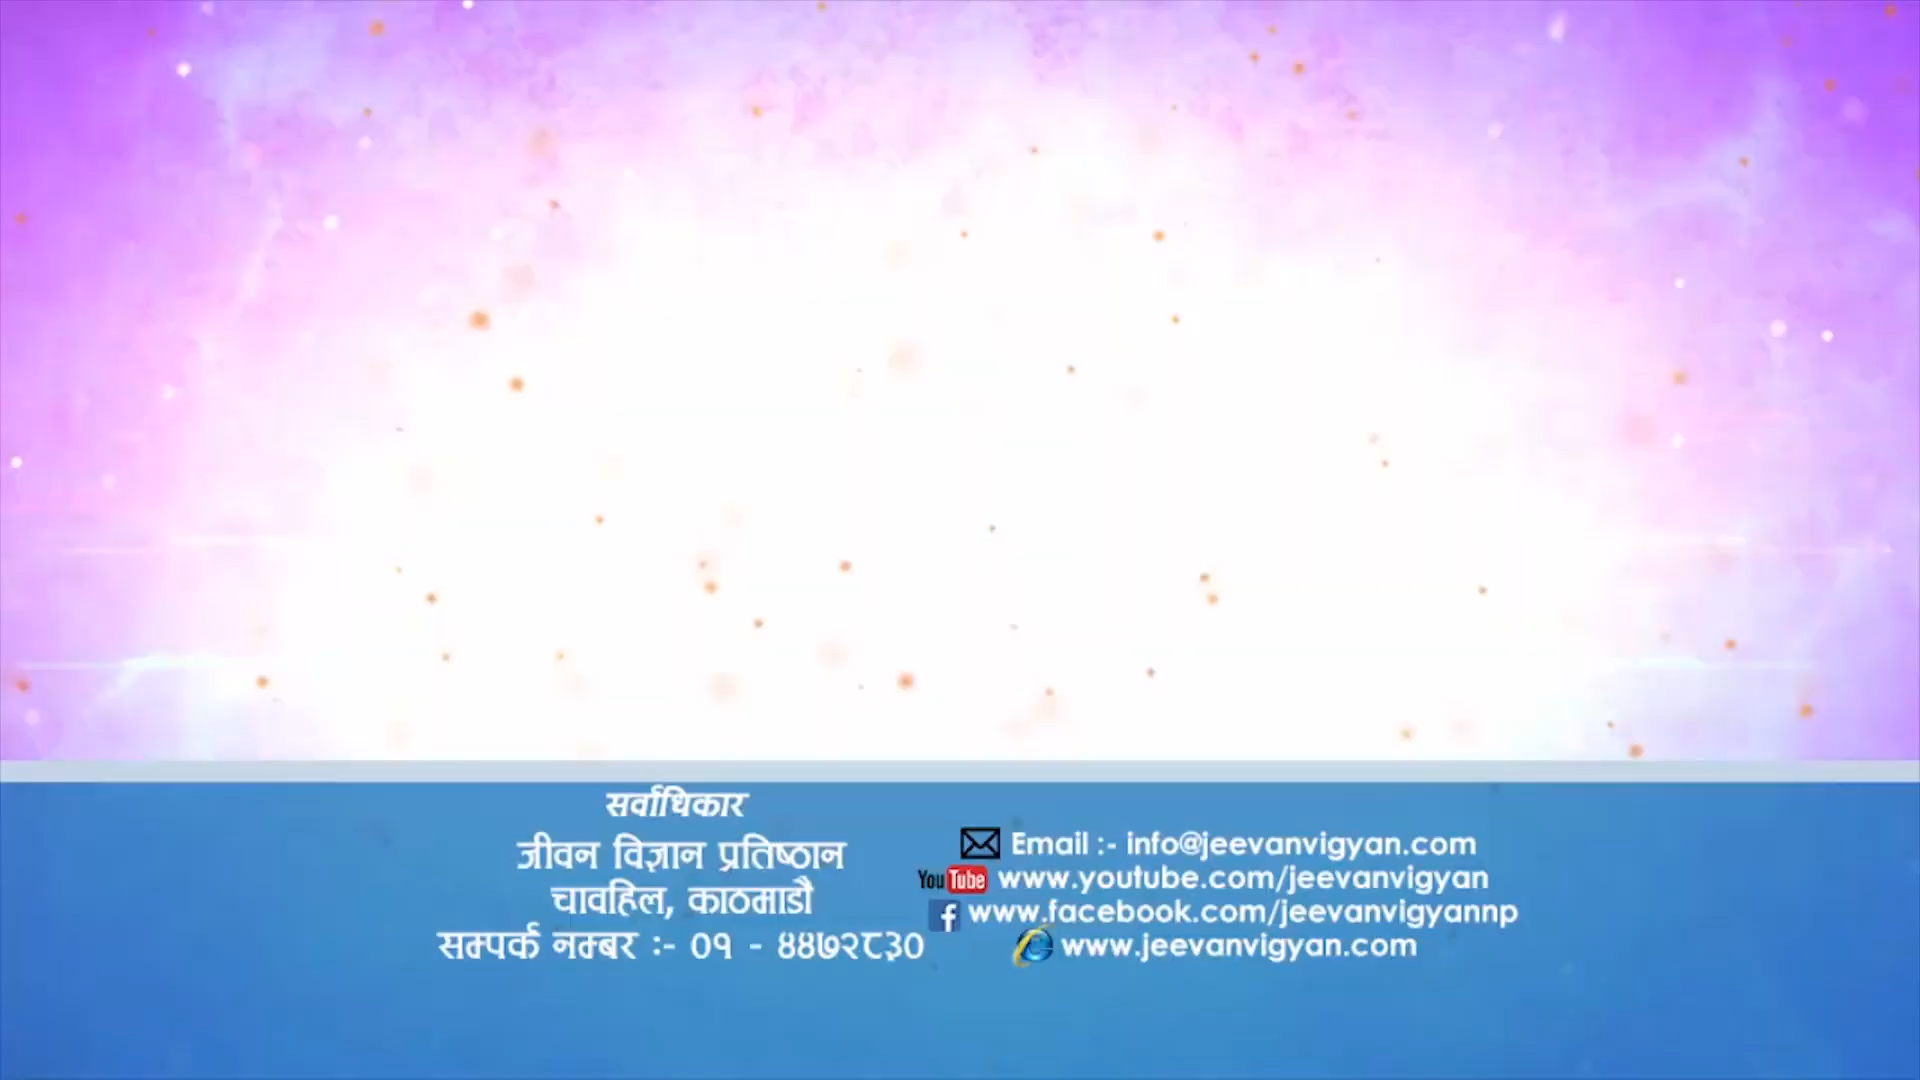 सर्वाधिकार
जीवन विज्ञान प्रतिष्ठान
चावहिल, काठमाडौ
सम्पर्क नम्बर :- ०१ - ४४७२८३०
Email :- info@jeevanvigyan.com
YouTube www.youtube.com/jeevanvigyan
f www.facebook.com/jeevanvigyannp
www.jeevanvigyan.com